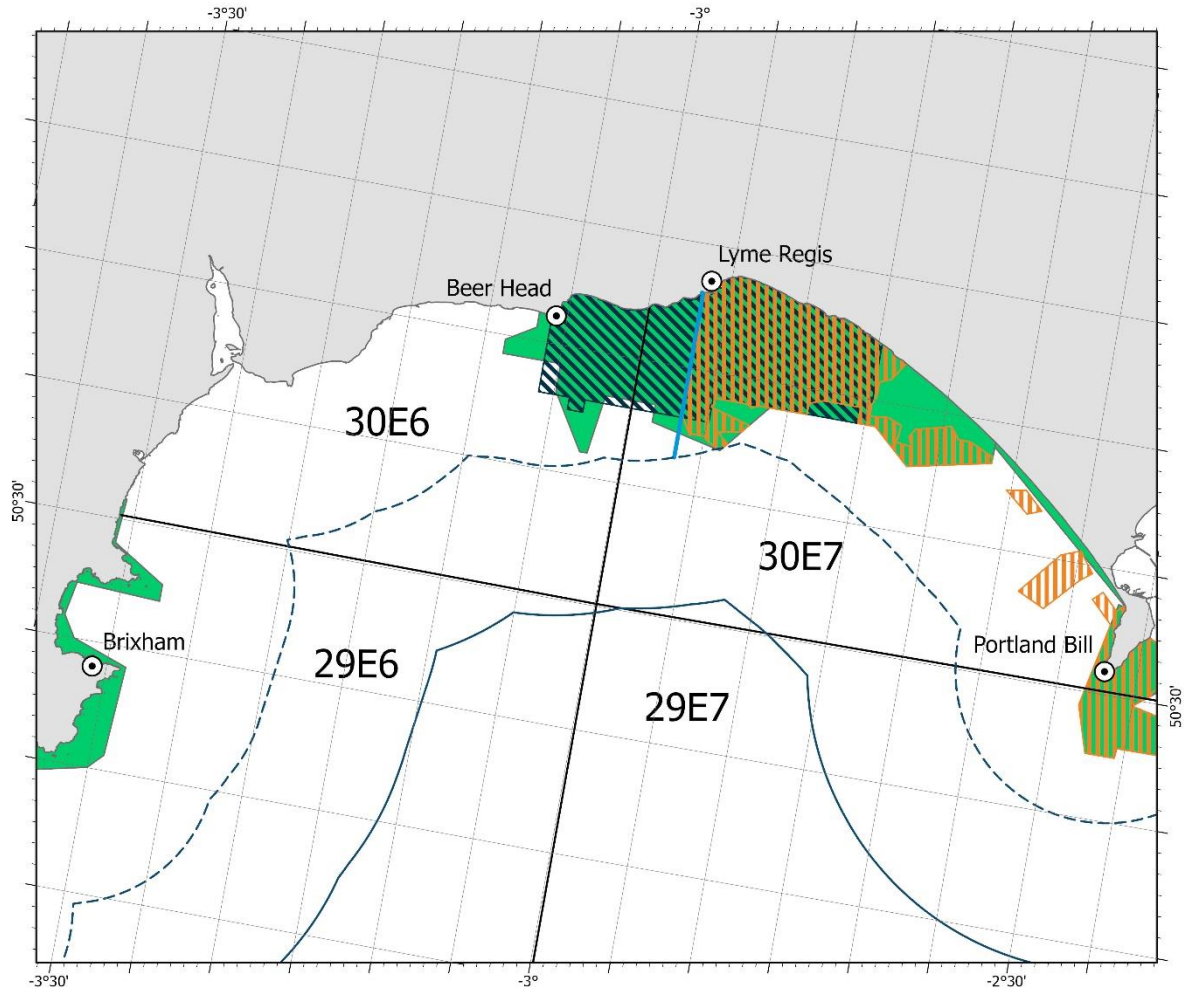 -3°30'
-3°
Lyme Regis
Beer Head
30E6
50°30'
30E7
Brixham
Portland Bill
29E6
29E7
50°30'
-3°30'
-3°
-2°30'